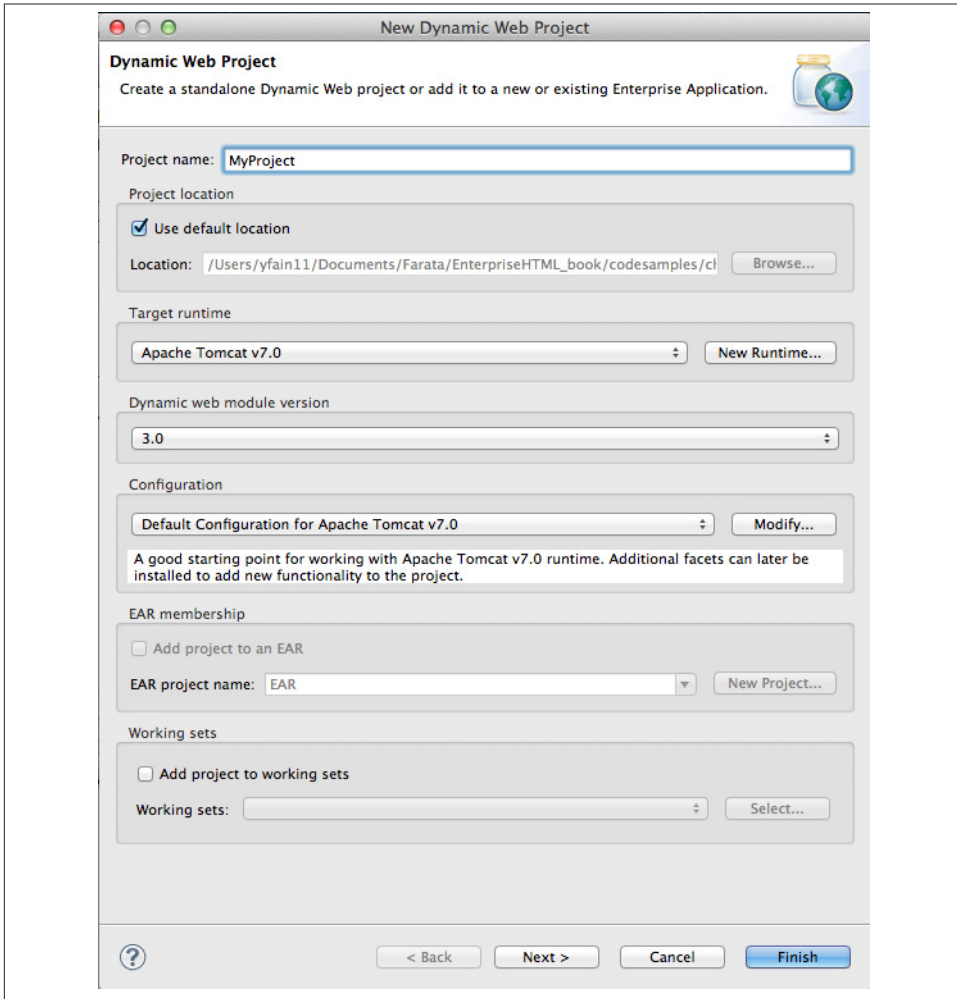 New Dynamic Web Project
Dynamic Web Project
Create a standalone Dynamic Web project or add it to a new or existing Enterprise Application.
Project name: MyProject
Project location
Use default location
Location: /Users/yfain11/Documents/Farata/EnterpriseHTML_book/codesamples/cl Browse...
Target runtime
Apache Tomcat v7.0 New Runtime...
Dynamic web module version
3.0
Configuration
Default Configuration for Apache Tomcat v7.0 Modify...
A good starting point for working with Apache Tomcat v7.0 runtime. Additional facets can later be
installed to add new functionality to the project.
EAR membership
Add project to an EAR
EAR project name: EAR New Project...
Working sets
Add project to working sets
Working sets: Select...
? < Back Next > Cancel Finish